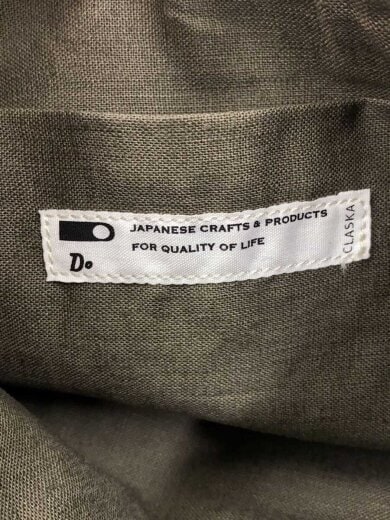 JAPANESE CRAFTS & PRODUCTS
FOR QUALITY OF LIFE
Do
CLASKA